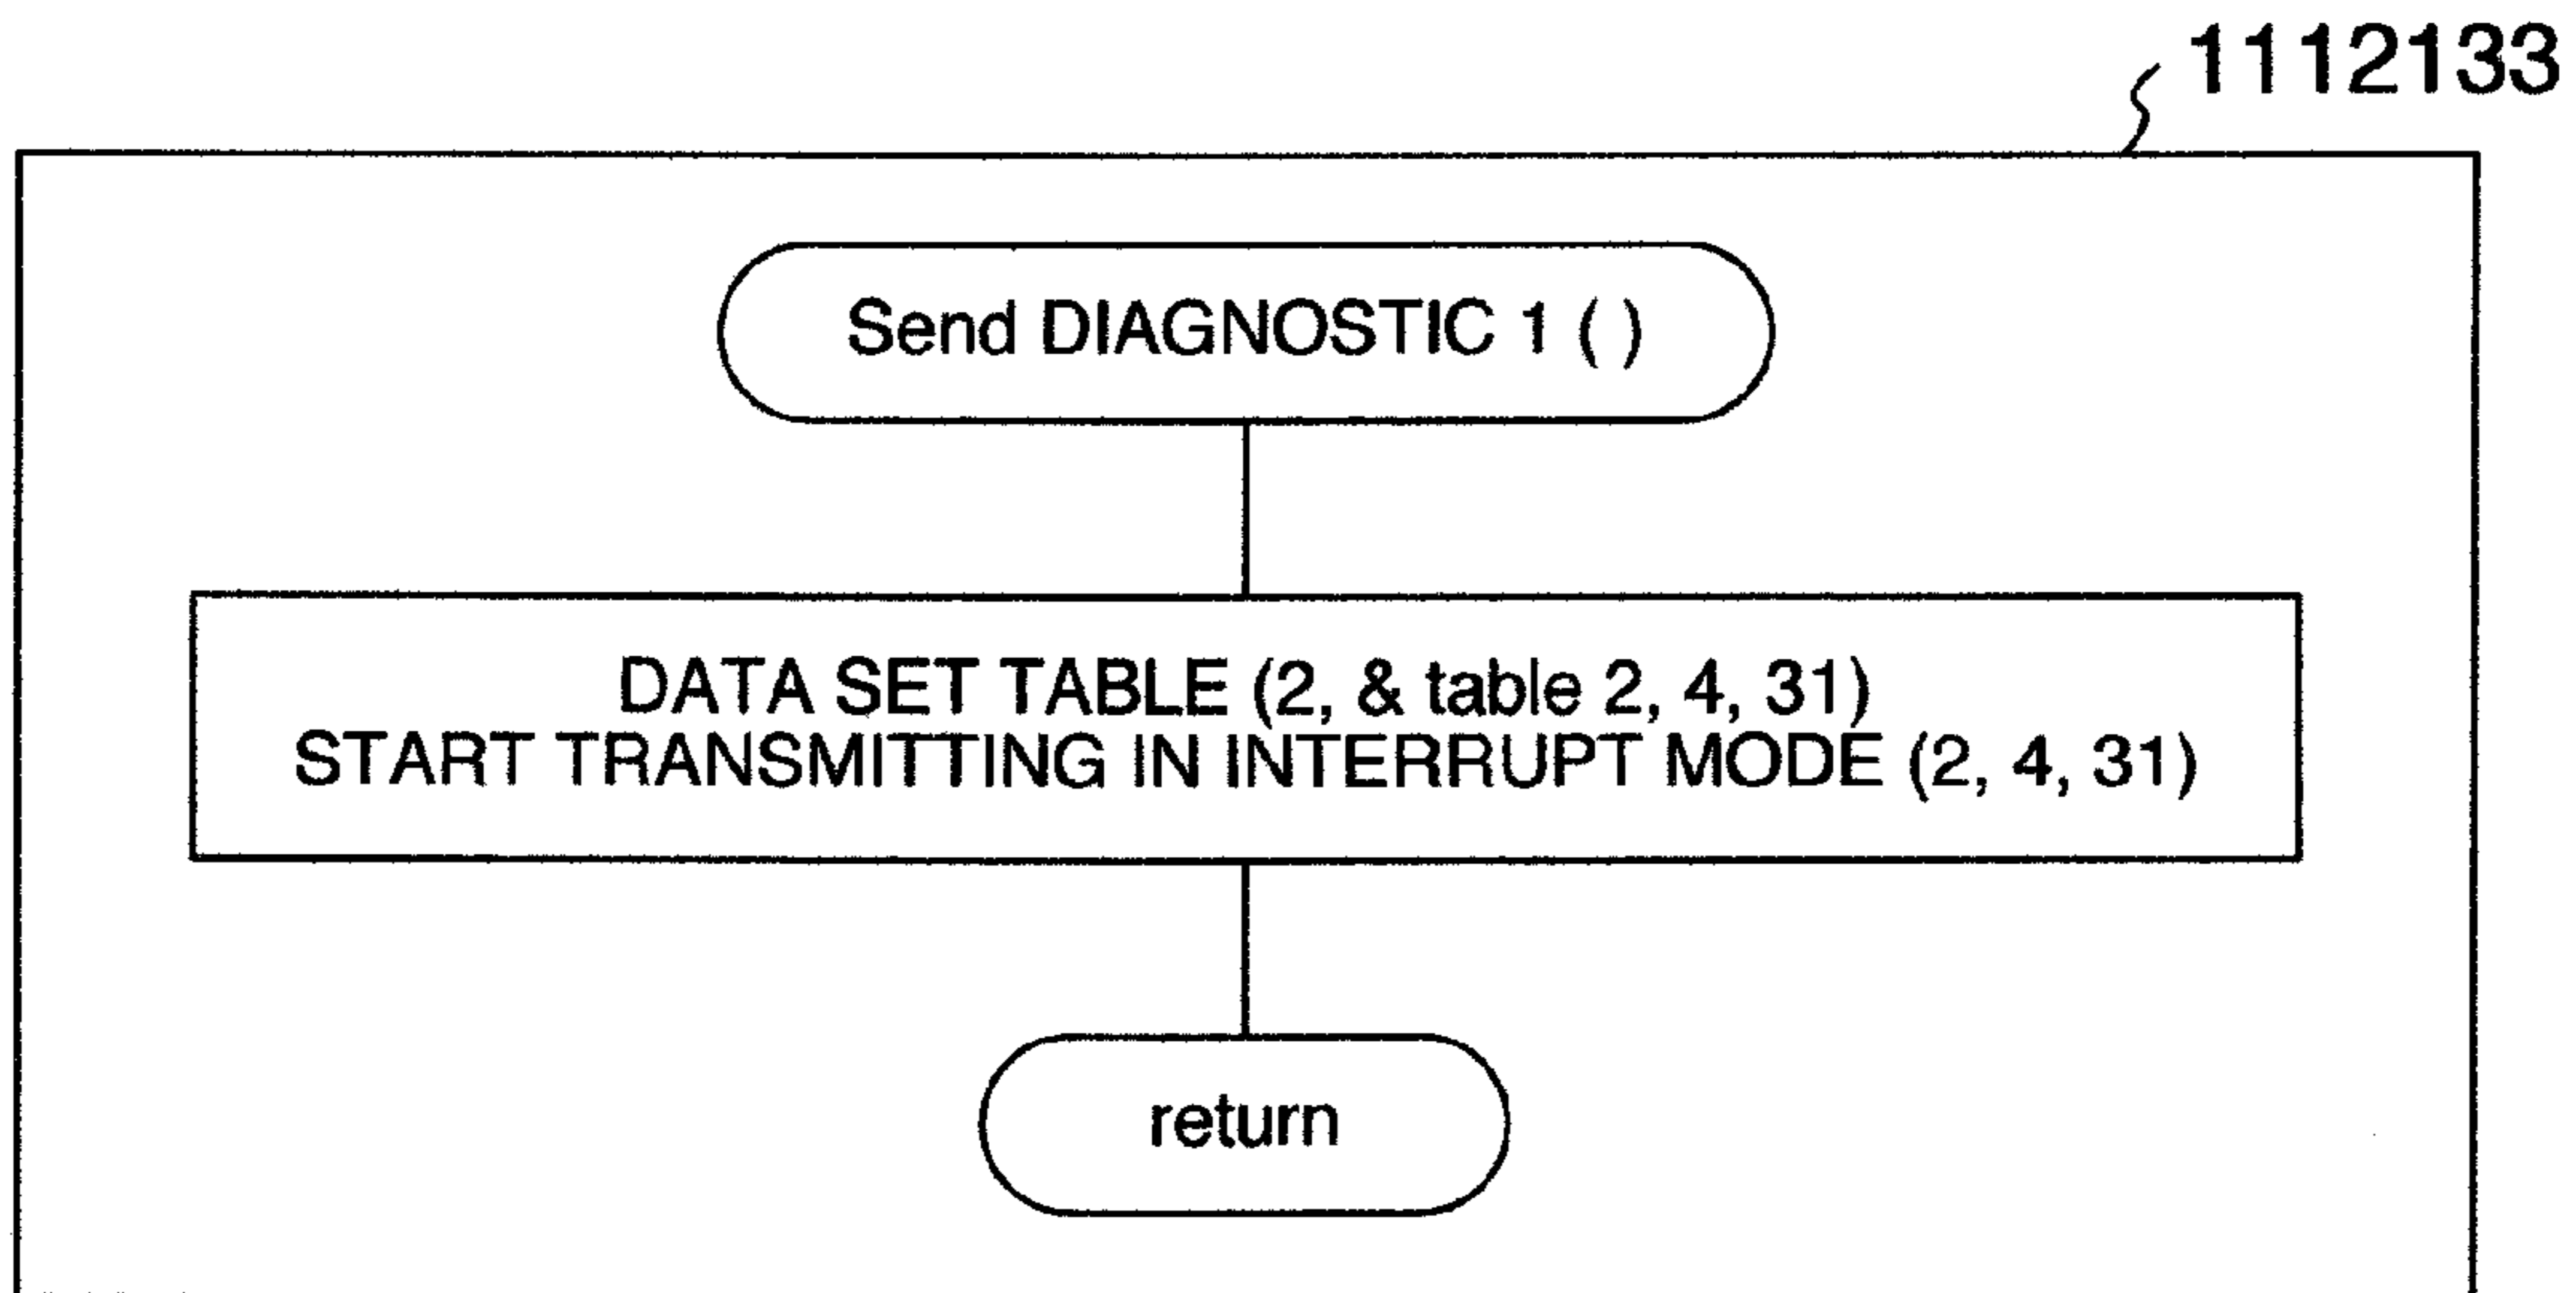 1112133
Send DIAGNOSTIC 1 ( )
DATA SET TABLE (2, & table 2, 4, 31)
START TRANSMITTING IN INTERRUPT MODE (2, 4, 31)
return